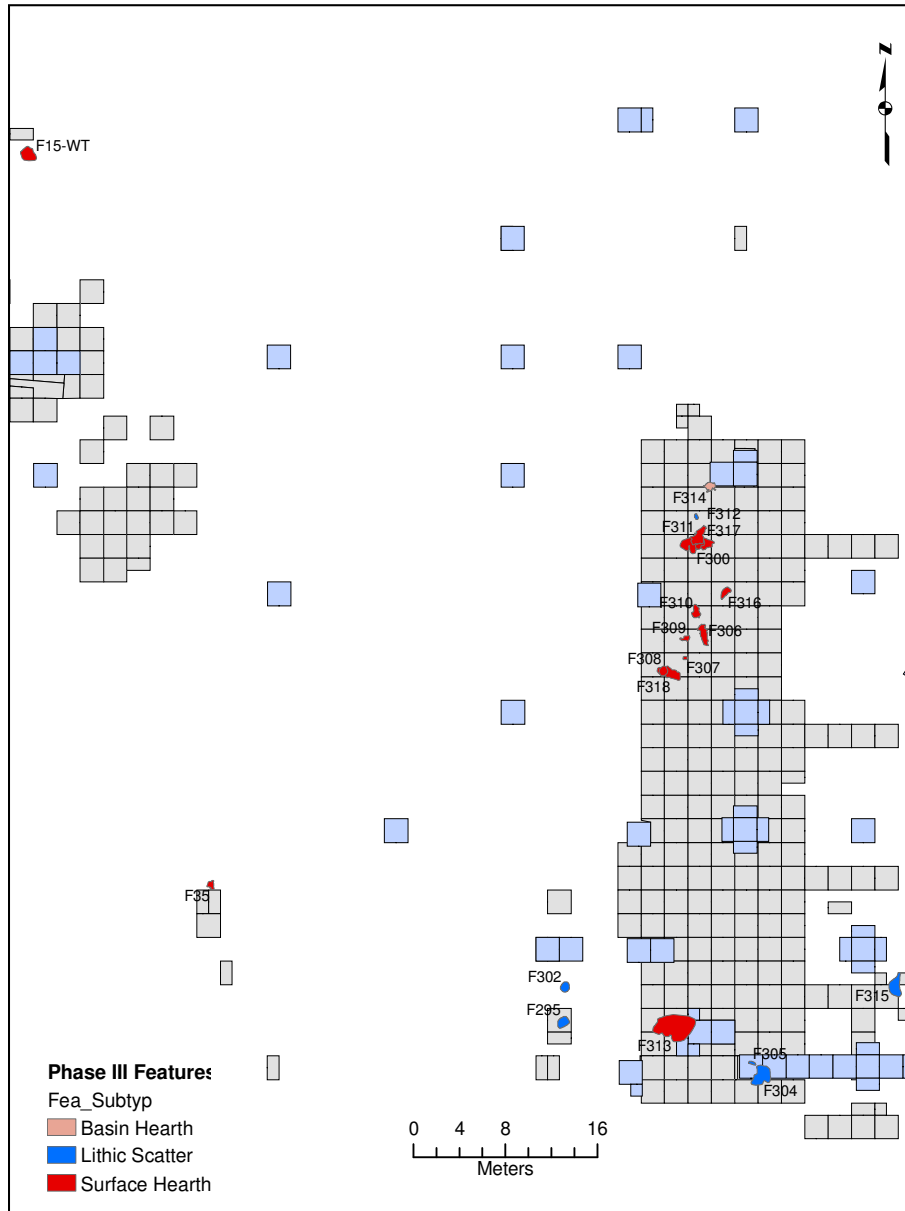 N
F15-WT
F314
F312
F311
F317
F300
F316
F310
F309
F306
F308
F307
F318
F35
F302
F315
F295
F313
F305
F304
Phase III Features
Fea_Subtyp
Basin Hearth
Lithic Scatter
Surface Hearth
0 4 8 16
Meters